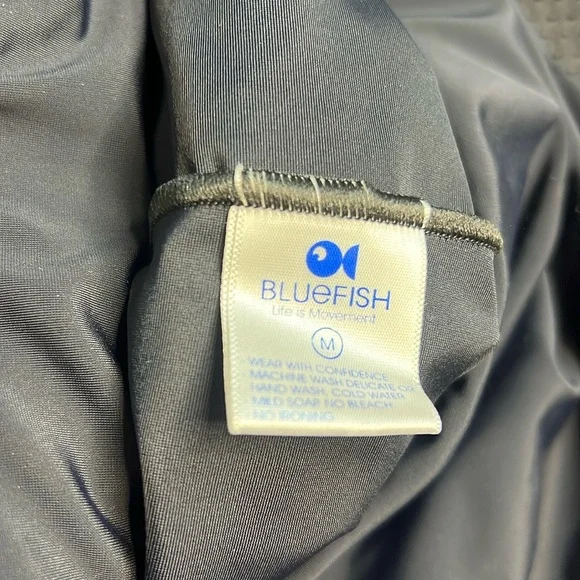 BLUeFISH
Life is Movement
M
WEAR WITH CONFIDENCE
MACHINE WASH DELICATE OR
HAND WASH, COLD WATER
MILD SOAP, NO BLEACH,
NO IRONING